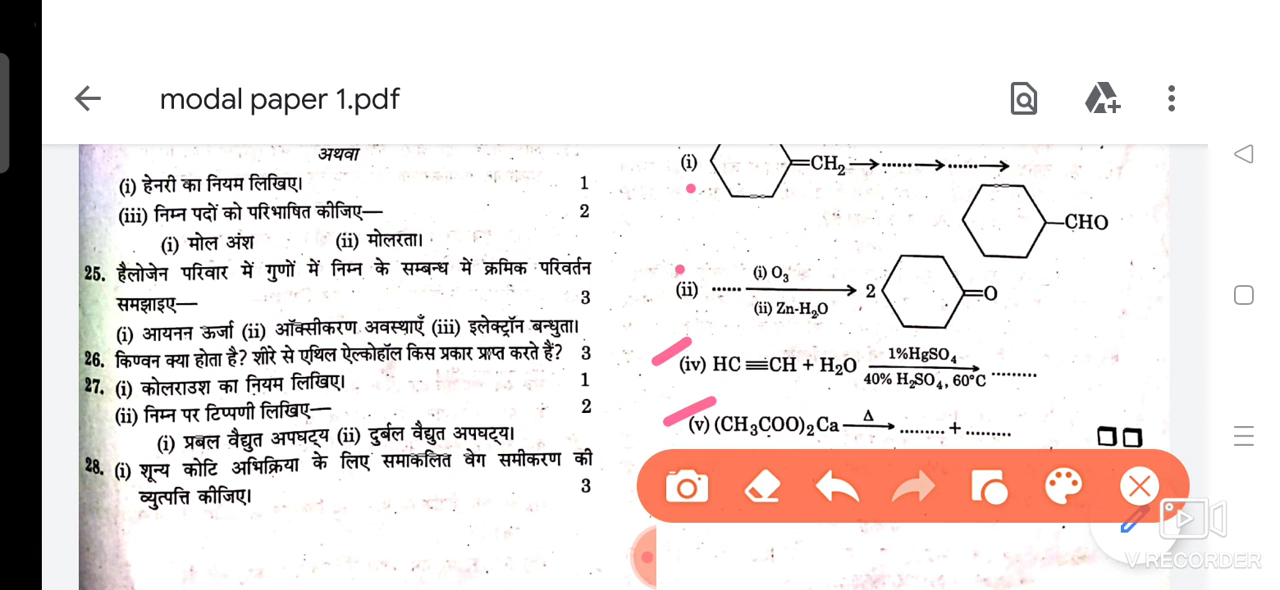 modal paper 1.pdf
अथवा
(i) हेनरी का नियम लिखिए। 1
(iii) निम्न पदों को परिभाषित कीजिए— 2
(i) मोल अंश (ii) मोलरता।
25. हैलोजेन परिवार में गुणों में निम्न के सम्बन्ध में क्रमिक परिवर्तन
समझाइए— 3
(i) आयनन ऊर्जा (ii) ऑक्सीकरण अवस्थाएँ (iii) इलेक्ट्रॉन बन्धुता।
26. किण्वन क्या होता है? शीरे से एथिल ऐल्कोहॉल किस प्रकार प्राप्त करते हैं? 3
27. (i) कोलराउश का नियम लिखिए। 1
(ii) निम्न पर टिप्पणी लिखिए— 2
(i) प्रबल वैद्युत अपघट्य (ii) दुर्बल वैद्युत अपघट्य।
28. (i) शून्य कोटि अभिक्रिया के लिए समाकलित वेग समीकरण की
व्युत्पत्ति कीजिए। 3
(i) =CH₂ → ...... → ...... →
—CHO
(ii) ...... (i) O₃ → 2 =O
(ii) Zn-H₂O
(iv) HC≡CH + H₂O 1%HgSO₄ → .........
40% H₂SO₄, 60°C
(v) (CH₃COO)₂Ca Δ → ......... + .........
V RECORDER